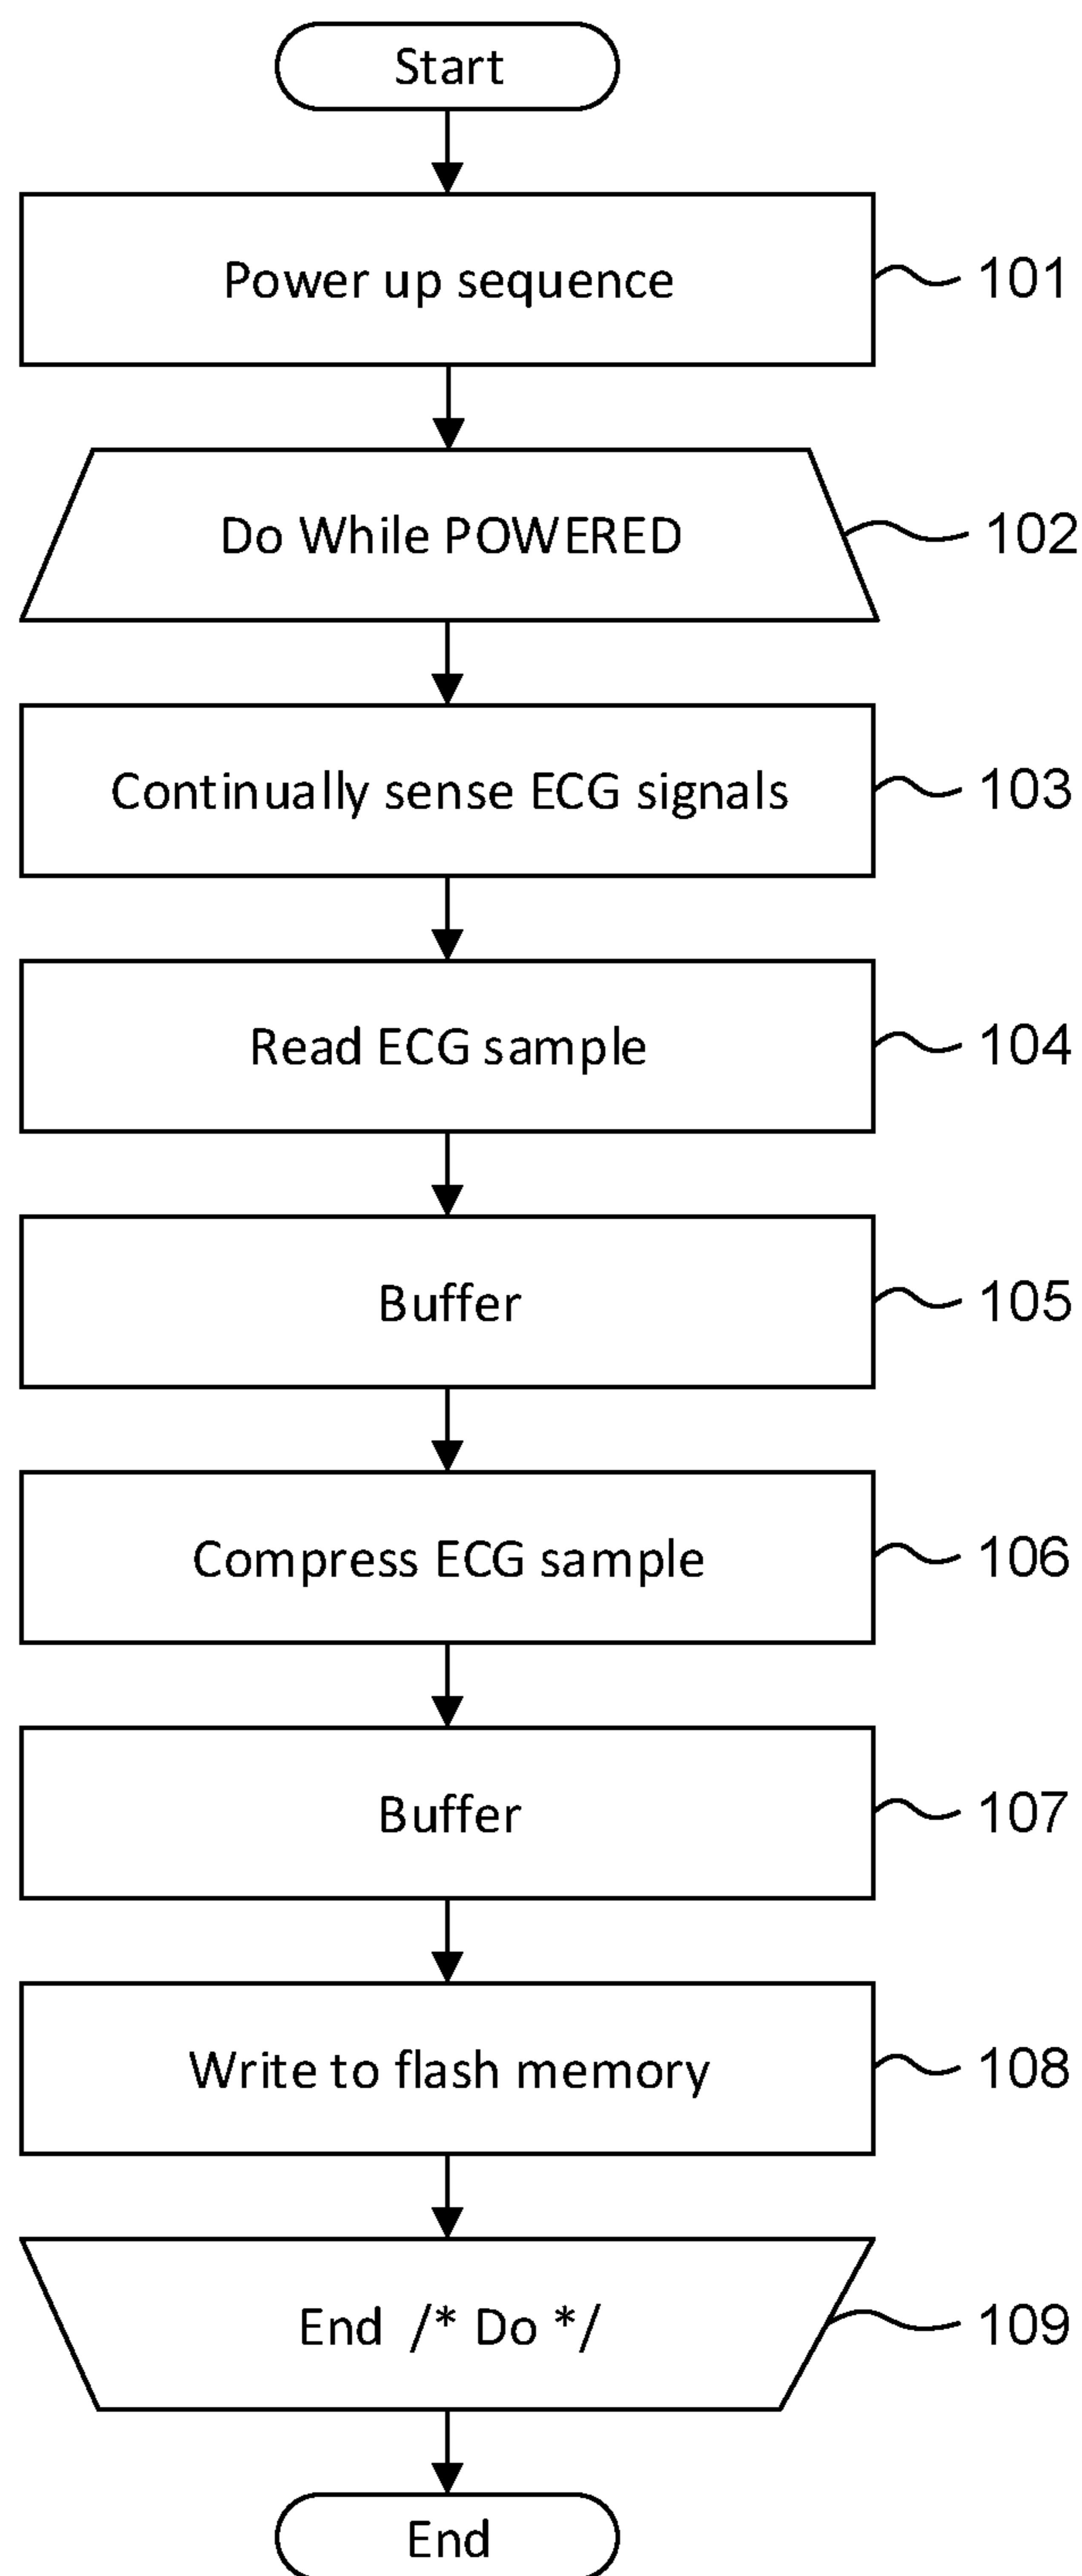 Start
Power up sequence
101
Do While POWERED
102
Continually sense ECG signals
103
Read ECG sample
104
Buffer
105
Compress ECG sample
106
Buffer
107
Write to flash memory
108
End /* Do */
109
End